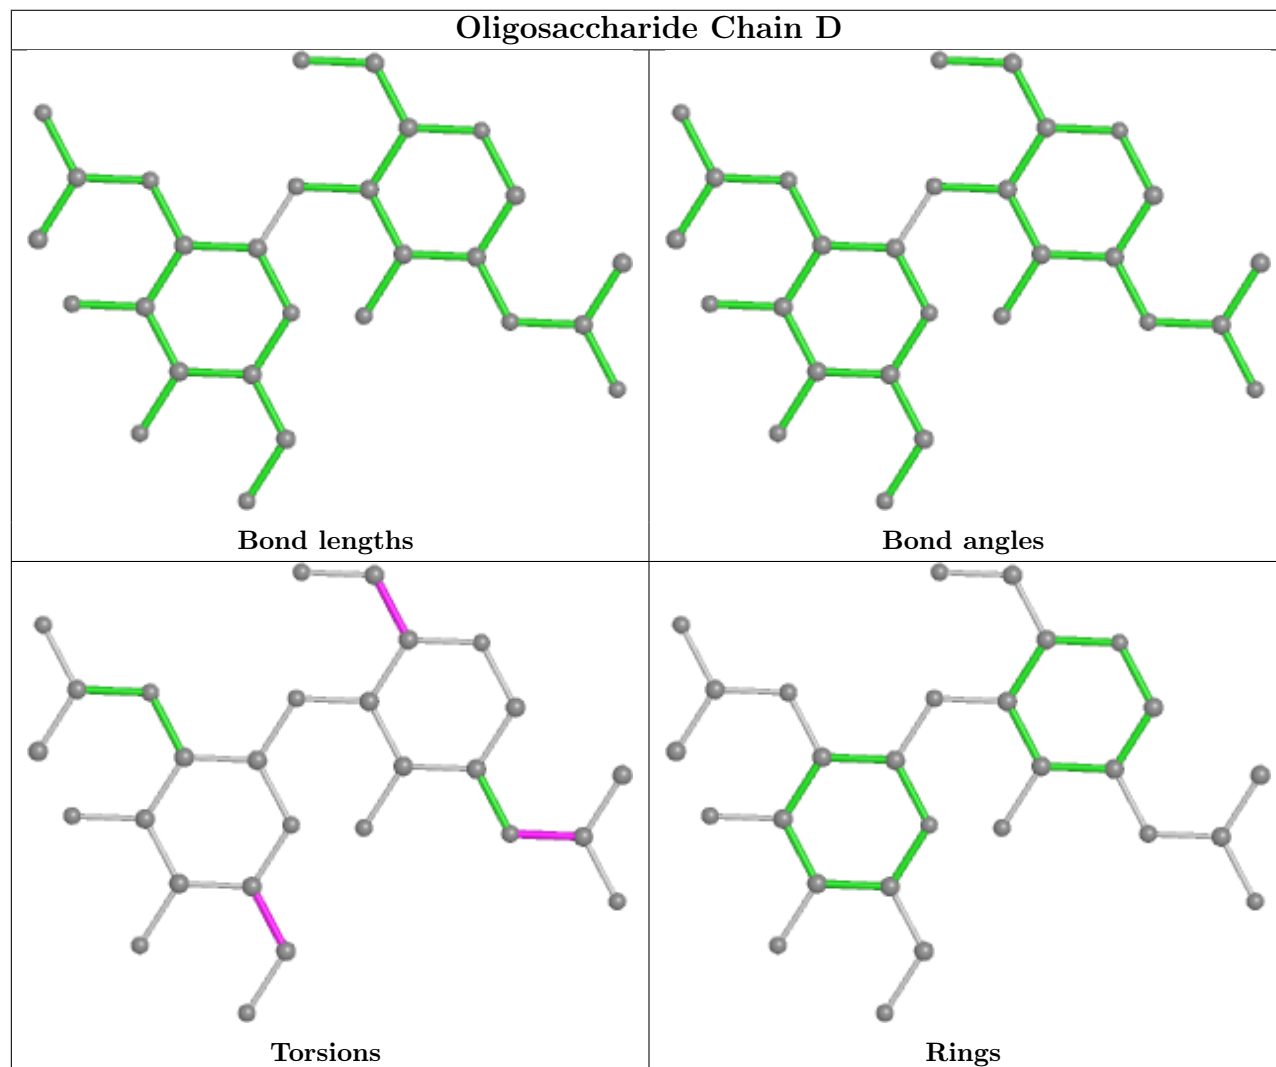 Oligosaccharide Chain D
Bond lengths
Bond angles
Torsions
Rings